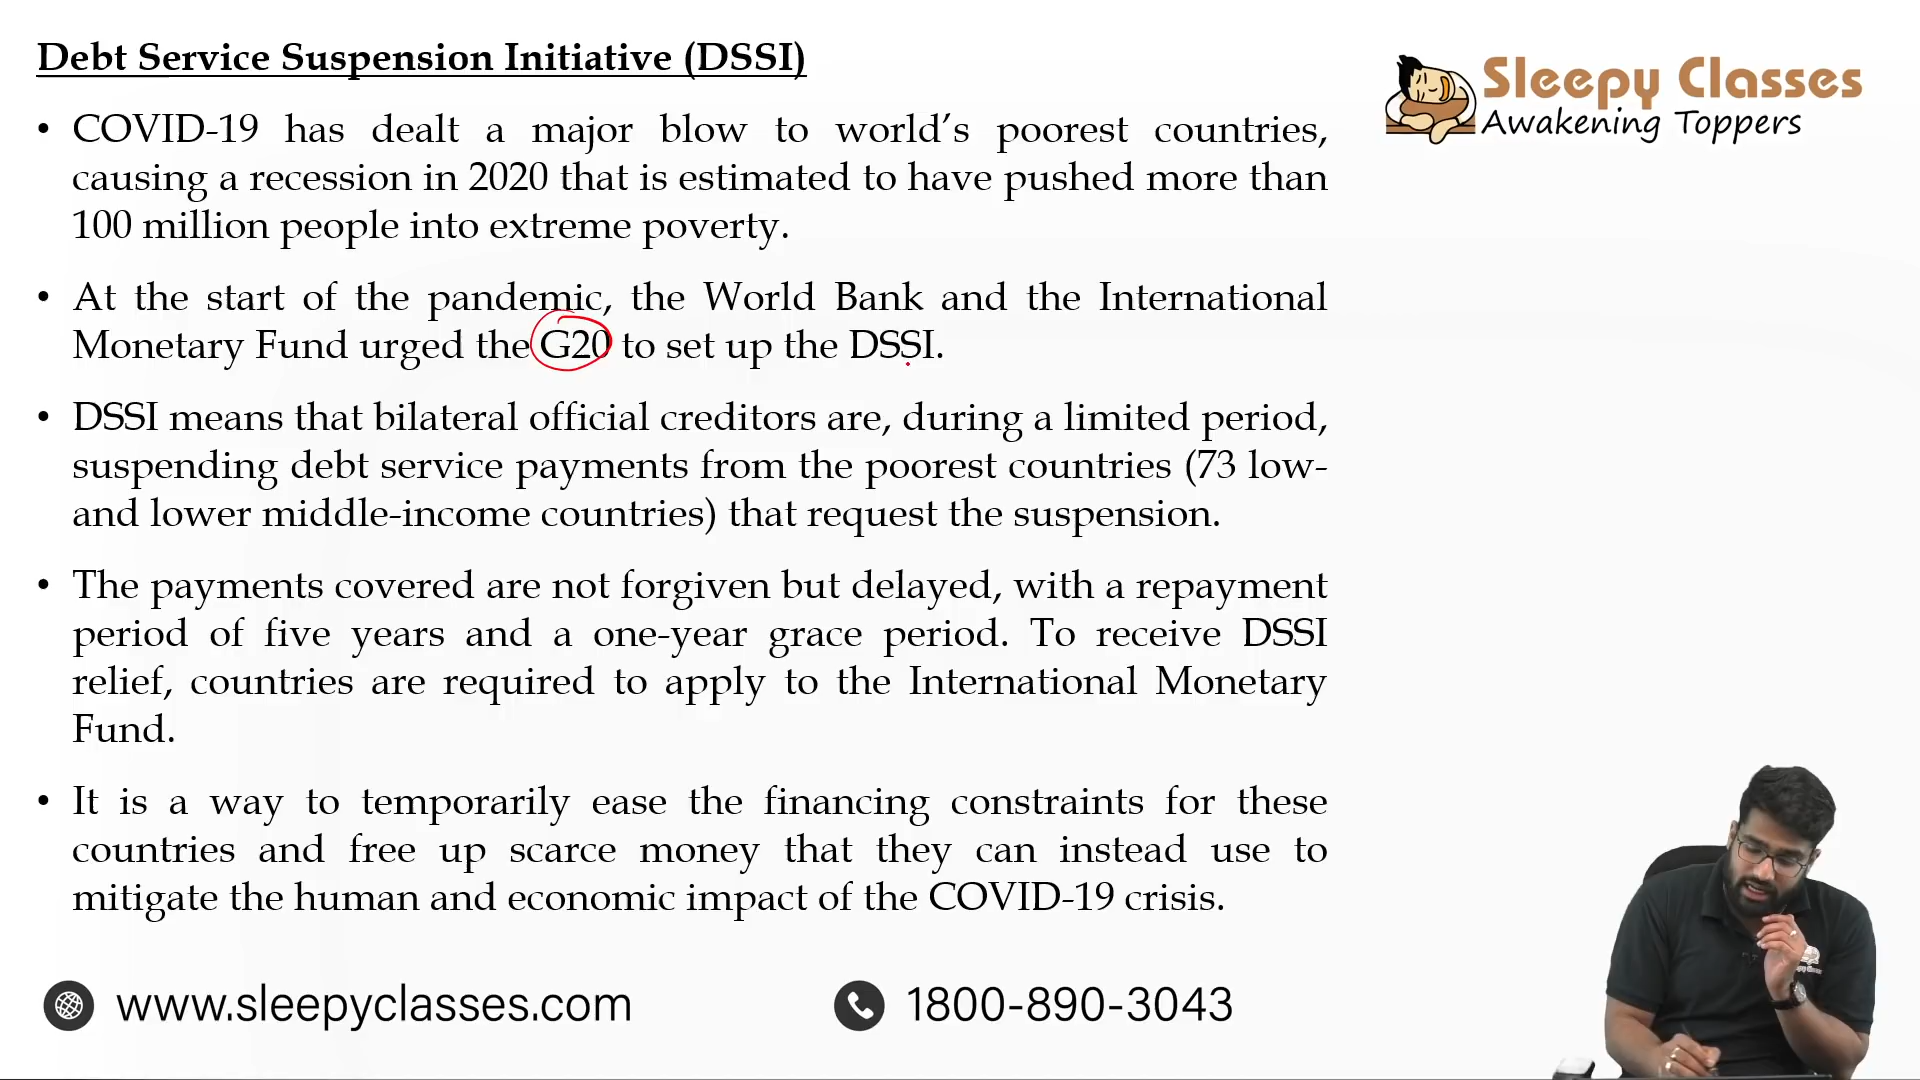 Debt Service Suspension Initiative (DSSI)
Sleepy Classes
Awakening Toppers
• COVID-19 has dealt a major blow to world’s poorest countries,
causing a recession in 2020 that is estimated to have pushed more than
100 million people into extreme poverty.
• At the start of the pandemic, the World Bank and the International
Monetary Fund urged the G20 to set up the DSSI.
• DSSI means that bilateral official creditors are, during a limited period,
suspending debt service payments from the poorest countries (73 low-
and lower middle-income countries) that request the suspension.
• The payments covered are not forgiven but delayed, with a repayment
period of five years and a one-year grace period. To receive DSSI
relief, countries are required to apply to the International Monetary
Fund.
• It is a way to temporarily ease the financing constraints for these
countries and free up scarce money that they can instead use to
mitigate the human and economic impact of the COVID-19 crisis.
www.sleepyclasses.com
1800-890-3043